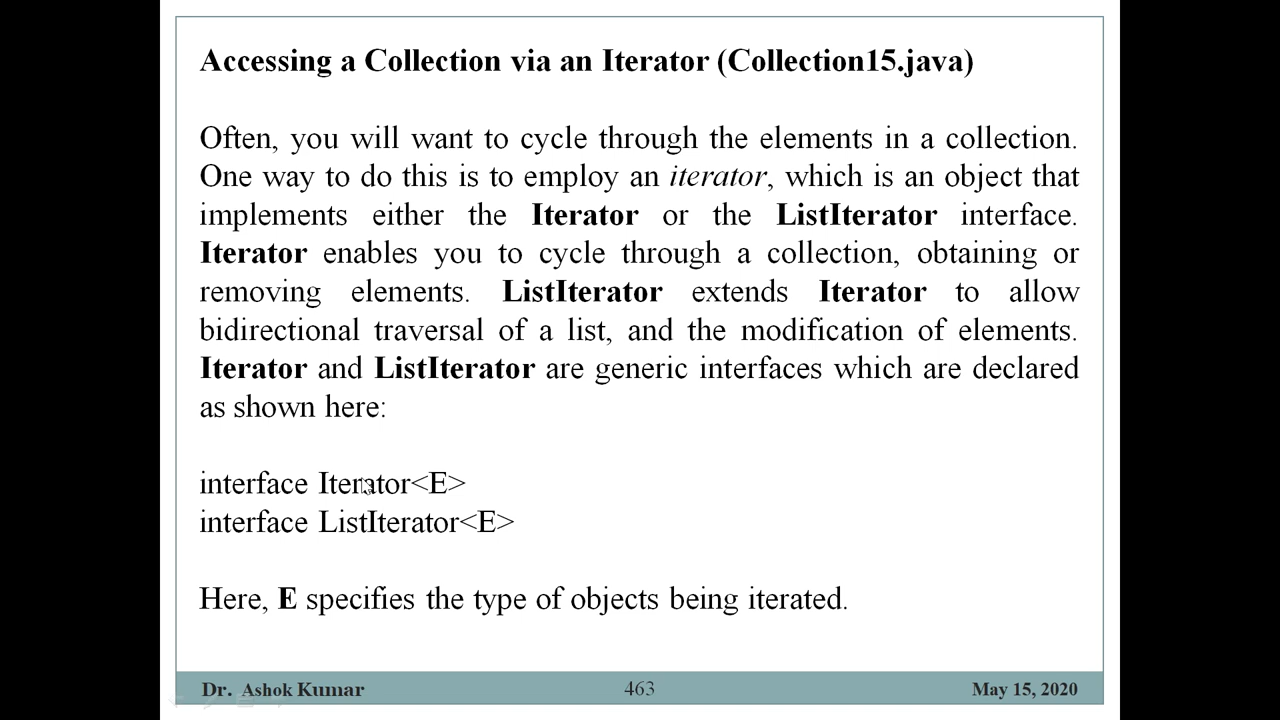 Accessing a Collection via an Iterator (Collection15.java)
Often, you will want to cycle through the elements in a collection.
One way to do this is to employ an iterator, which is an object that
implements either the Iterator or the ListIterator interface.
Iterator enables you to cycle through a collection, obtaining or
removing elements. ListIterator extends Iterator to allow
bidirectional traversal of a list, and the modification of elements.
Iterator and ListIterator are generic interfaces which are declared
as shown here:
interface Iterator<E>
interface ListIterator<E>
Here, E specifies the type of objects being iterated.
Dr. Ashok Kumar 463 May 15, 2020